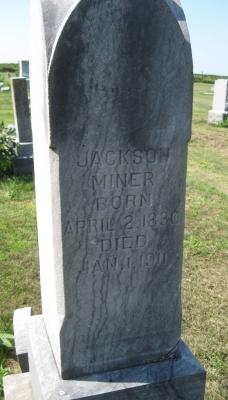 JACKSON
MINER
BORN
APRIL 2, 1830
DIED
JAN. 1, 1911